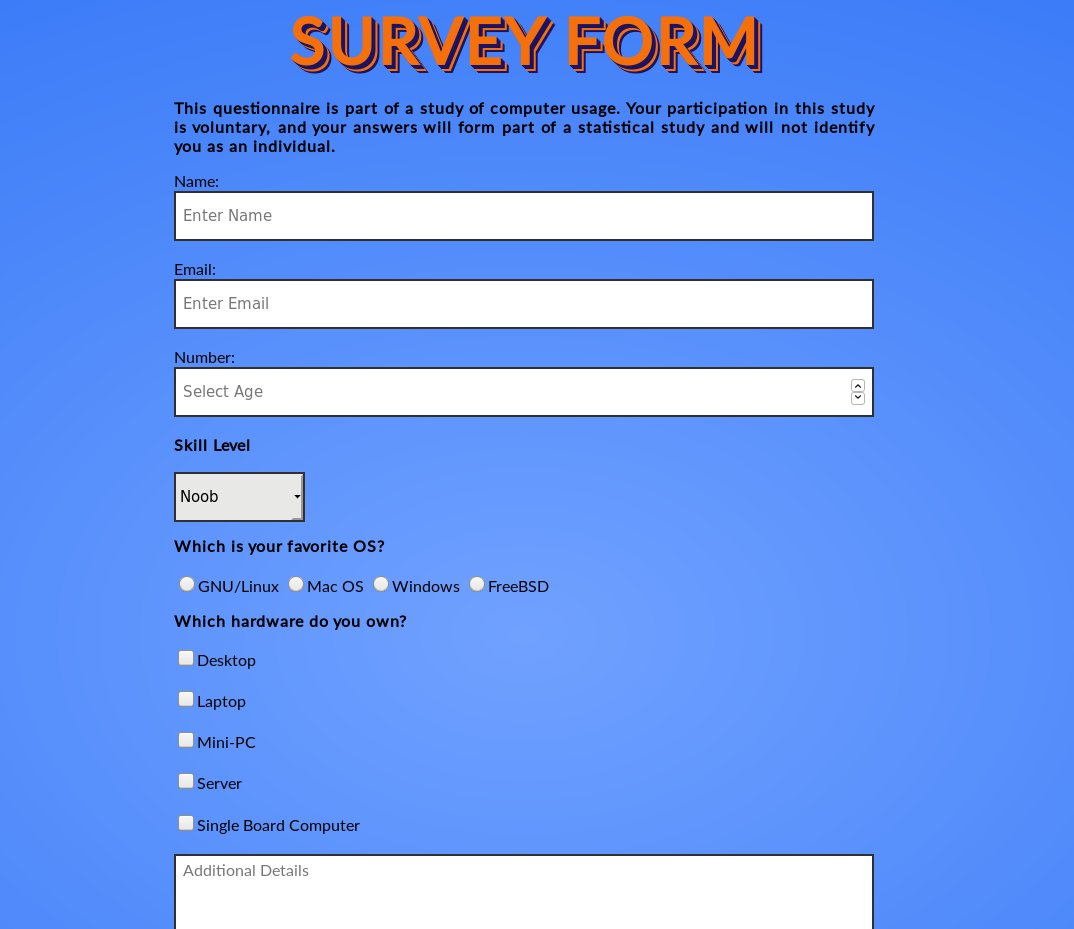 SURVEY FORM
This questionnaire is part of a study of computer usage. Your participation in this study
is voluntary, and your answers will form part of a statistical study and will not identify
you as an individual.
Name:
Enter Name
Email:
Enter Email
Number:
Select Age
Skill Level
Noob
Which is your favorite OS?
GNU/Linux Mac OS Windows FreeBSD
Which hardware do you own?
Desktop
Laptop
Mini-PC
Server
Single Board Computer
Additional Details